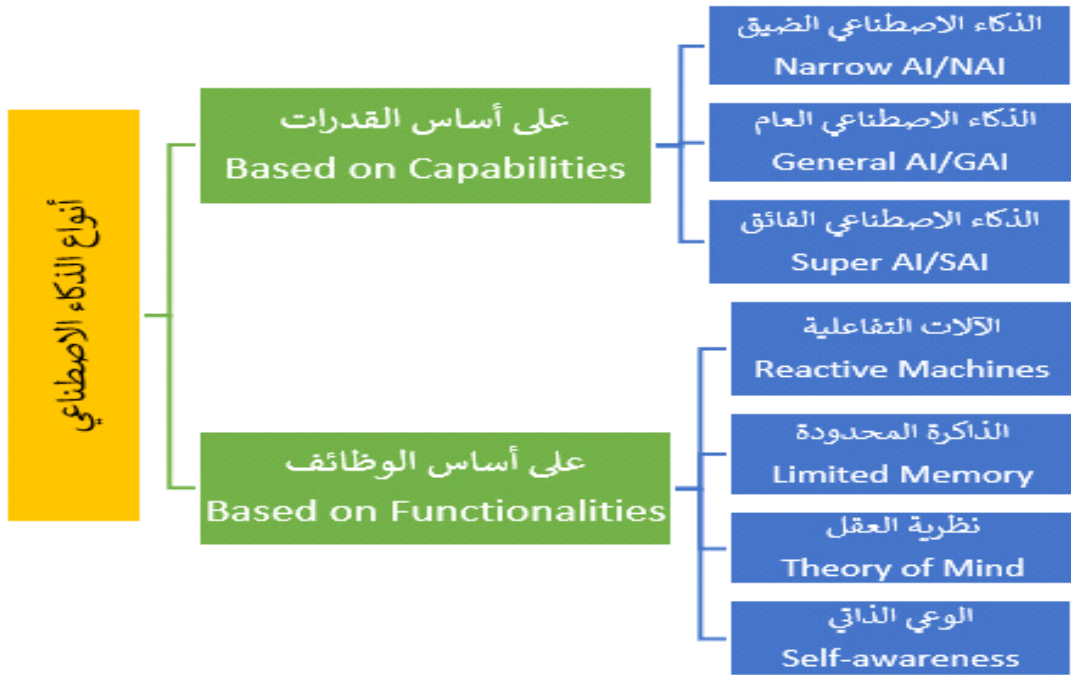 أنواع الذكاء الاصطناعي
على أساس القدرات
Based on Capabilities
الذكاء الاصطناعي الضيق
Narrow AI/NAI
الذكاء الاصطناعي العام
General AI/GAI
الذكاء الاصطناعي الفائق
Super AI/SAI
على أساس الوظائف
Based on Functionalities
الآلات التفاعلية
Reactive Machines
الذاكرة المحدودة
Limited Memory
نظرية العقل
Theory of Mind
الوعي الذاتي
Self-awareness